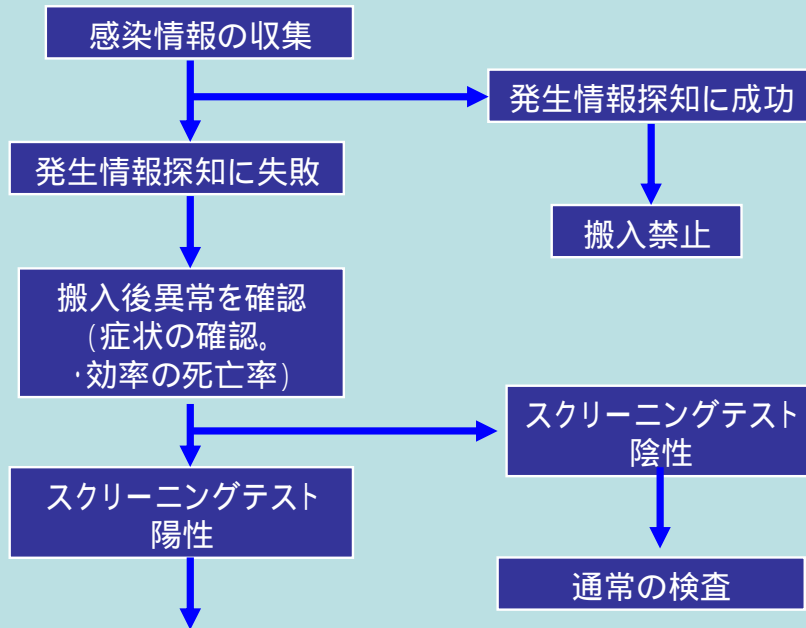 感染情報の収集
発生情報探知に成功
発生情報探知に失敗
搬入禁止
搬入後異常を確認
(症状の確認。
・効率の死亡率)
スクリーニングテスト
陰性
スクリーニングテスト
陽性
通常の検査